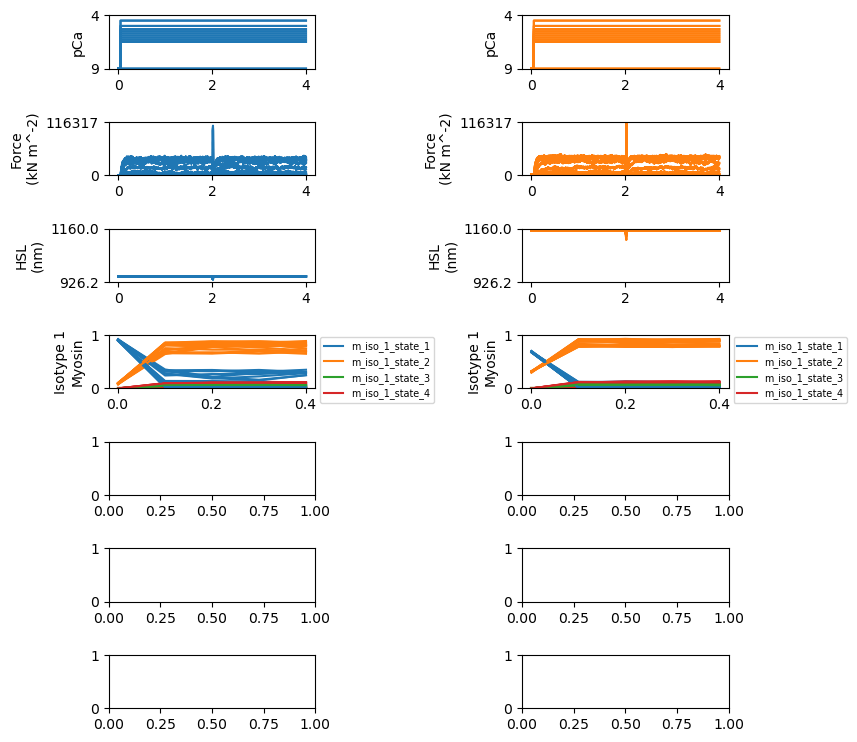 4
pCa
9
0 2 4
4
pCa
9
0 2 4
116317
Force
(kN m^-2)
0
0 2 4
116317
Force
(kN m^-2)
0
0 2 4
1160.0
HSL
(nm)
926.2
0 2 4
1160.0
HSL
(nm)
926.2
0 2 4
1
Isotype 1
Myosin
0
0.0 0.2 0.4
m_iso_1_state_1
m_iso_1_state_2
m_iso_1_state_3
m_iso_1_state_4
1
Isotype 1
Myosin
0
0.0 0.2 0.4
m_iso_1_state_1
m_iso_1_state_2
m_iso_1_state_3
m_iso_1_state_4
1
0
0.00 0.25 0.50 0.75 1.00
1
0
0.00 0.25 0.50 0.75 1.00
1
0
0.00 0.25 0.50 0.75 1.00
1
0
0.00 0.25 0.50 0.75 1.00
1
0
0.00 0.25 0.50 0.75 1.00
1
0
0.00 0.25 0.50 0.75 1.00